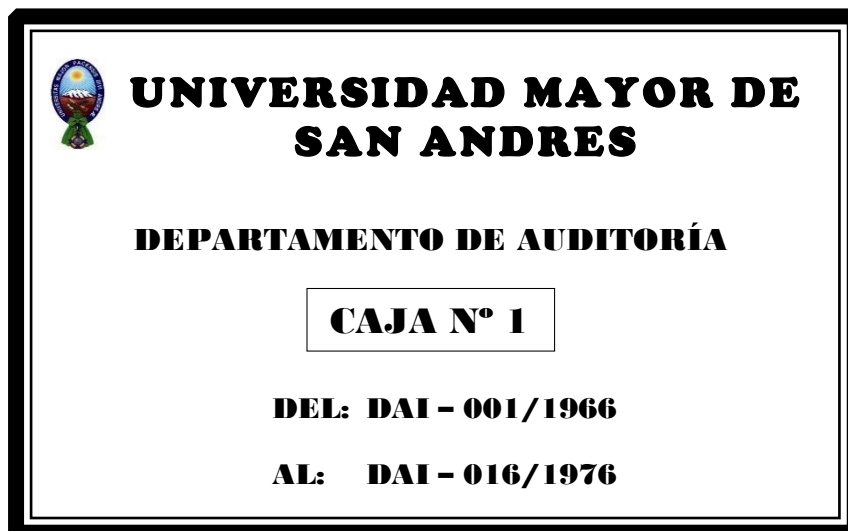 UNIVERSIDAD MAYOR DE
SAN ANDRES
DEPARTAMENTO DE AUDITORÍA
CAJA Nº 1
DEL: DAI – 001/1966
AL: DAI – 016/1976